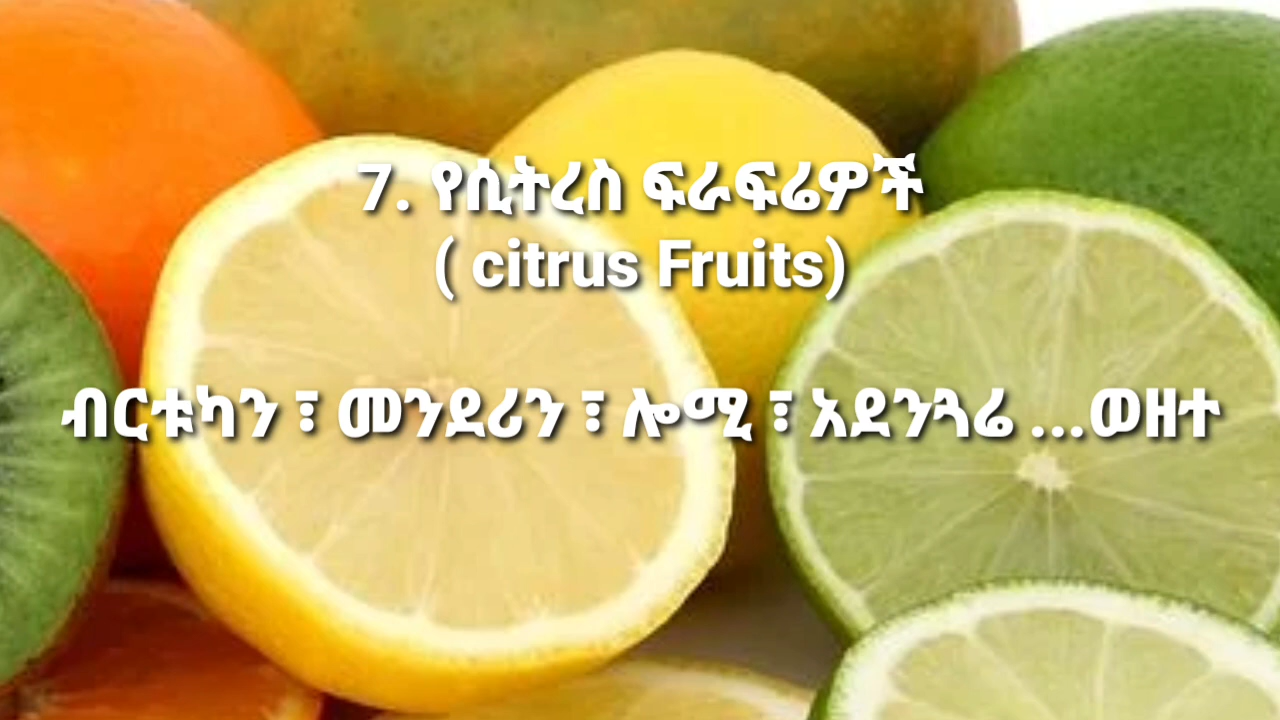 7. የሲትረስ ፍራፍሬዎች
( citrus Fruits)
ብርቱካን ፣ መንደሪን ፣ ሎሚ ፣ አደንጓሬ ...ወዘተ